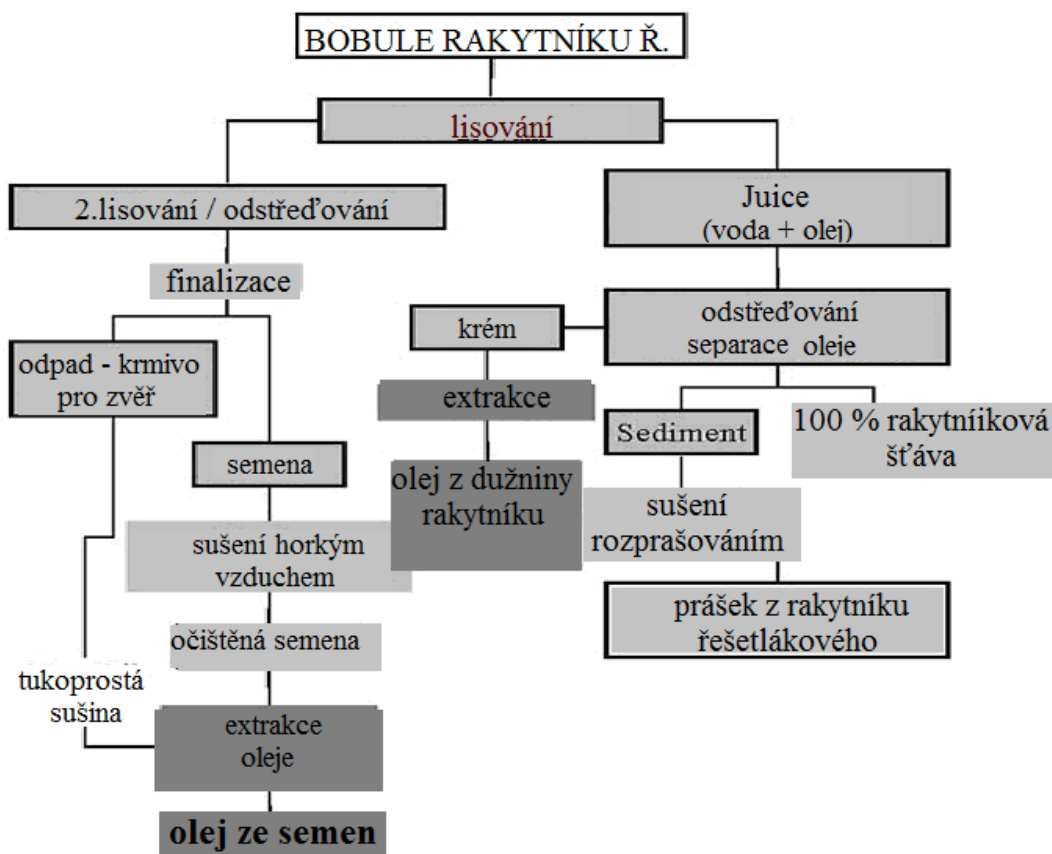 BOBULE RAKYTNÍKU Ř.
lisování
2.lisování / odstřeďování
finalizace
odpad - krmivo
pro zvěř
semena
sušení horkým
vzduchem
očištěná semena
tukoprostá
sušina
extrakce
oleje
olej ze semen
Juice
(voda + olej)
odstřeďování
separace oleje
krém
extrakce
olej z dužniny
rakytníku
Sediment
100 % rakytníiková
šťáva
sušení
rozprašováním
prášek z rakytníku
řešetlákového